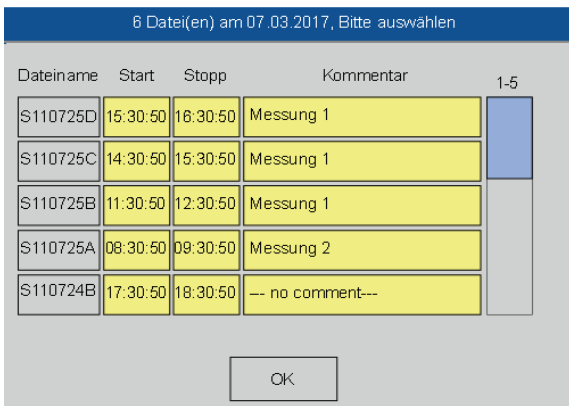 6 Datei(en) am 07.03.2017, Bitte auswählen
Dateiname Start Stopp Kommentar 1-5
S110725D 15:30:50 16:30:50 Messung 1
S110725C 14:30:50 15:30:50 Messung 1
S110725B 11:30:50 12:30:50 Messung 1
S110725A 08:30:50 09:30:50 Messung 2
S110724B 17:30:50 18:30:50 --- no comment---
OK